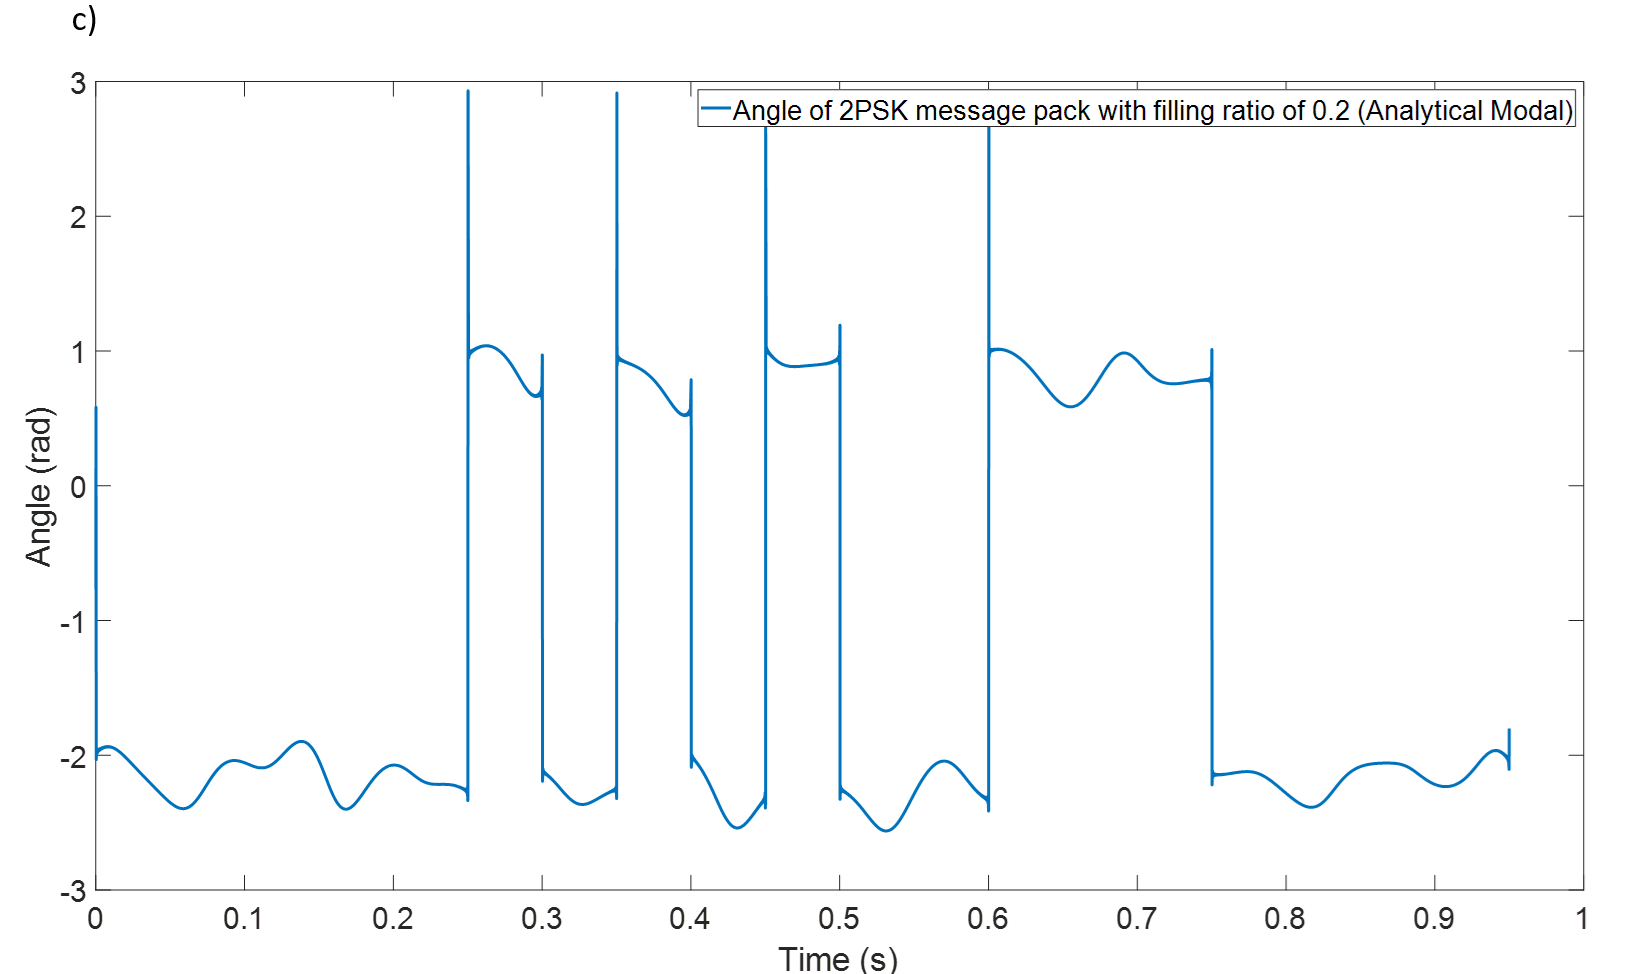 c)
3
Angle of 2PSK message pack with filling ratio of 0.2 (Analytical Modal)
2
1
0
-1
-2
-3
Angle (rad)
0 0.1 0.2 0.3 0.4 0.5 0.6 0.7 0.8 0.9 1
Time (s)